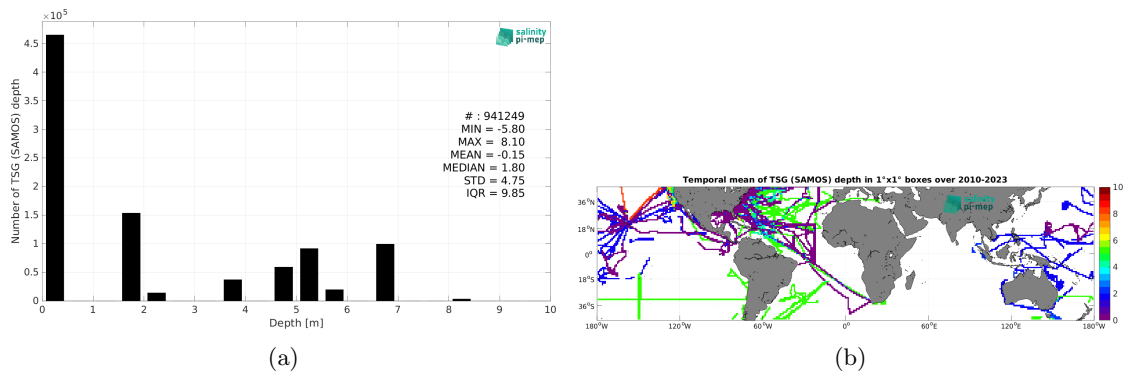 ×10⁵
4.5
4
3.5
3
2.5
2
1.5
1
0.5
0
Number of TSG (SAMOS) depth
salinity
pi-mep
# : 941249
MIN = -5.80
MAX = 8.10
MEAN = -0.15
MEDIAN = 1.80
STD = 4.75
IQR = 9.85
0 1 2 3 4 5 6 7 8 9 10
Depth [m]
(a)
Temporal mean of TSG (SAMOS) depth in 1°x1° boxes over 2010-2023
salinity
pi-mep
36°N
18°N
0°
18°S
36°S
180°W 120°W 60°W 0° 60°E 120°E 180°E
10
8
6
4
2
0
(b)